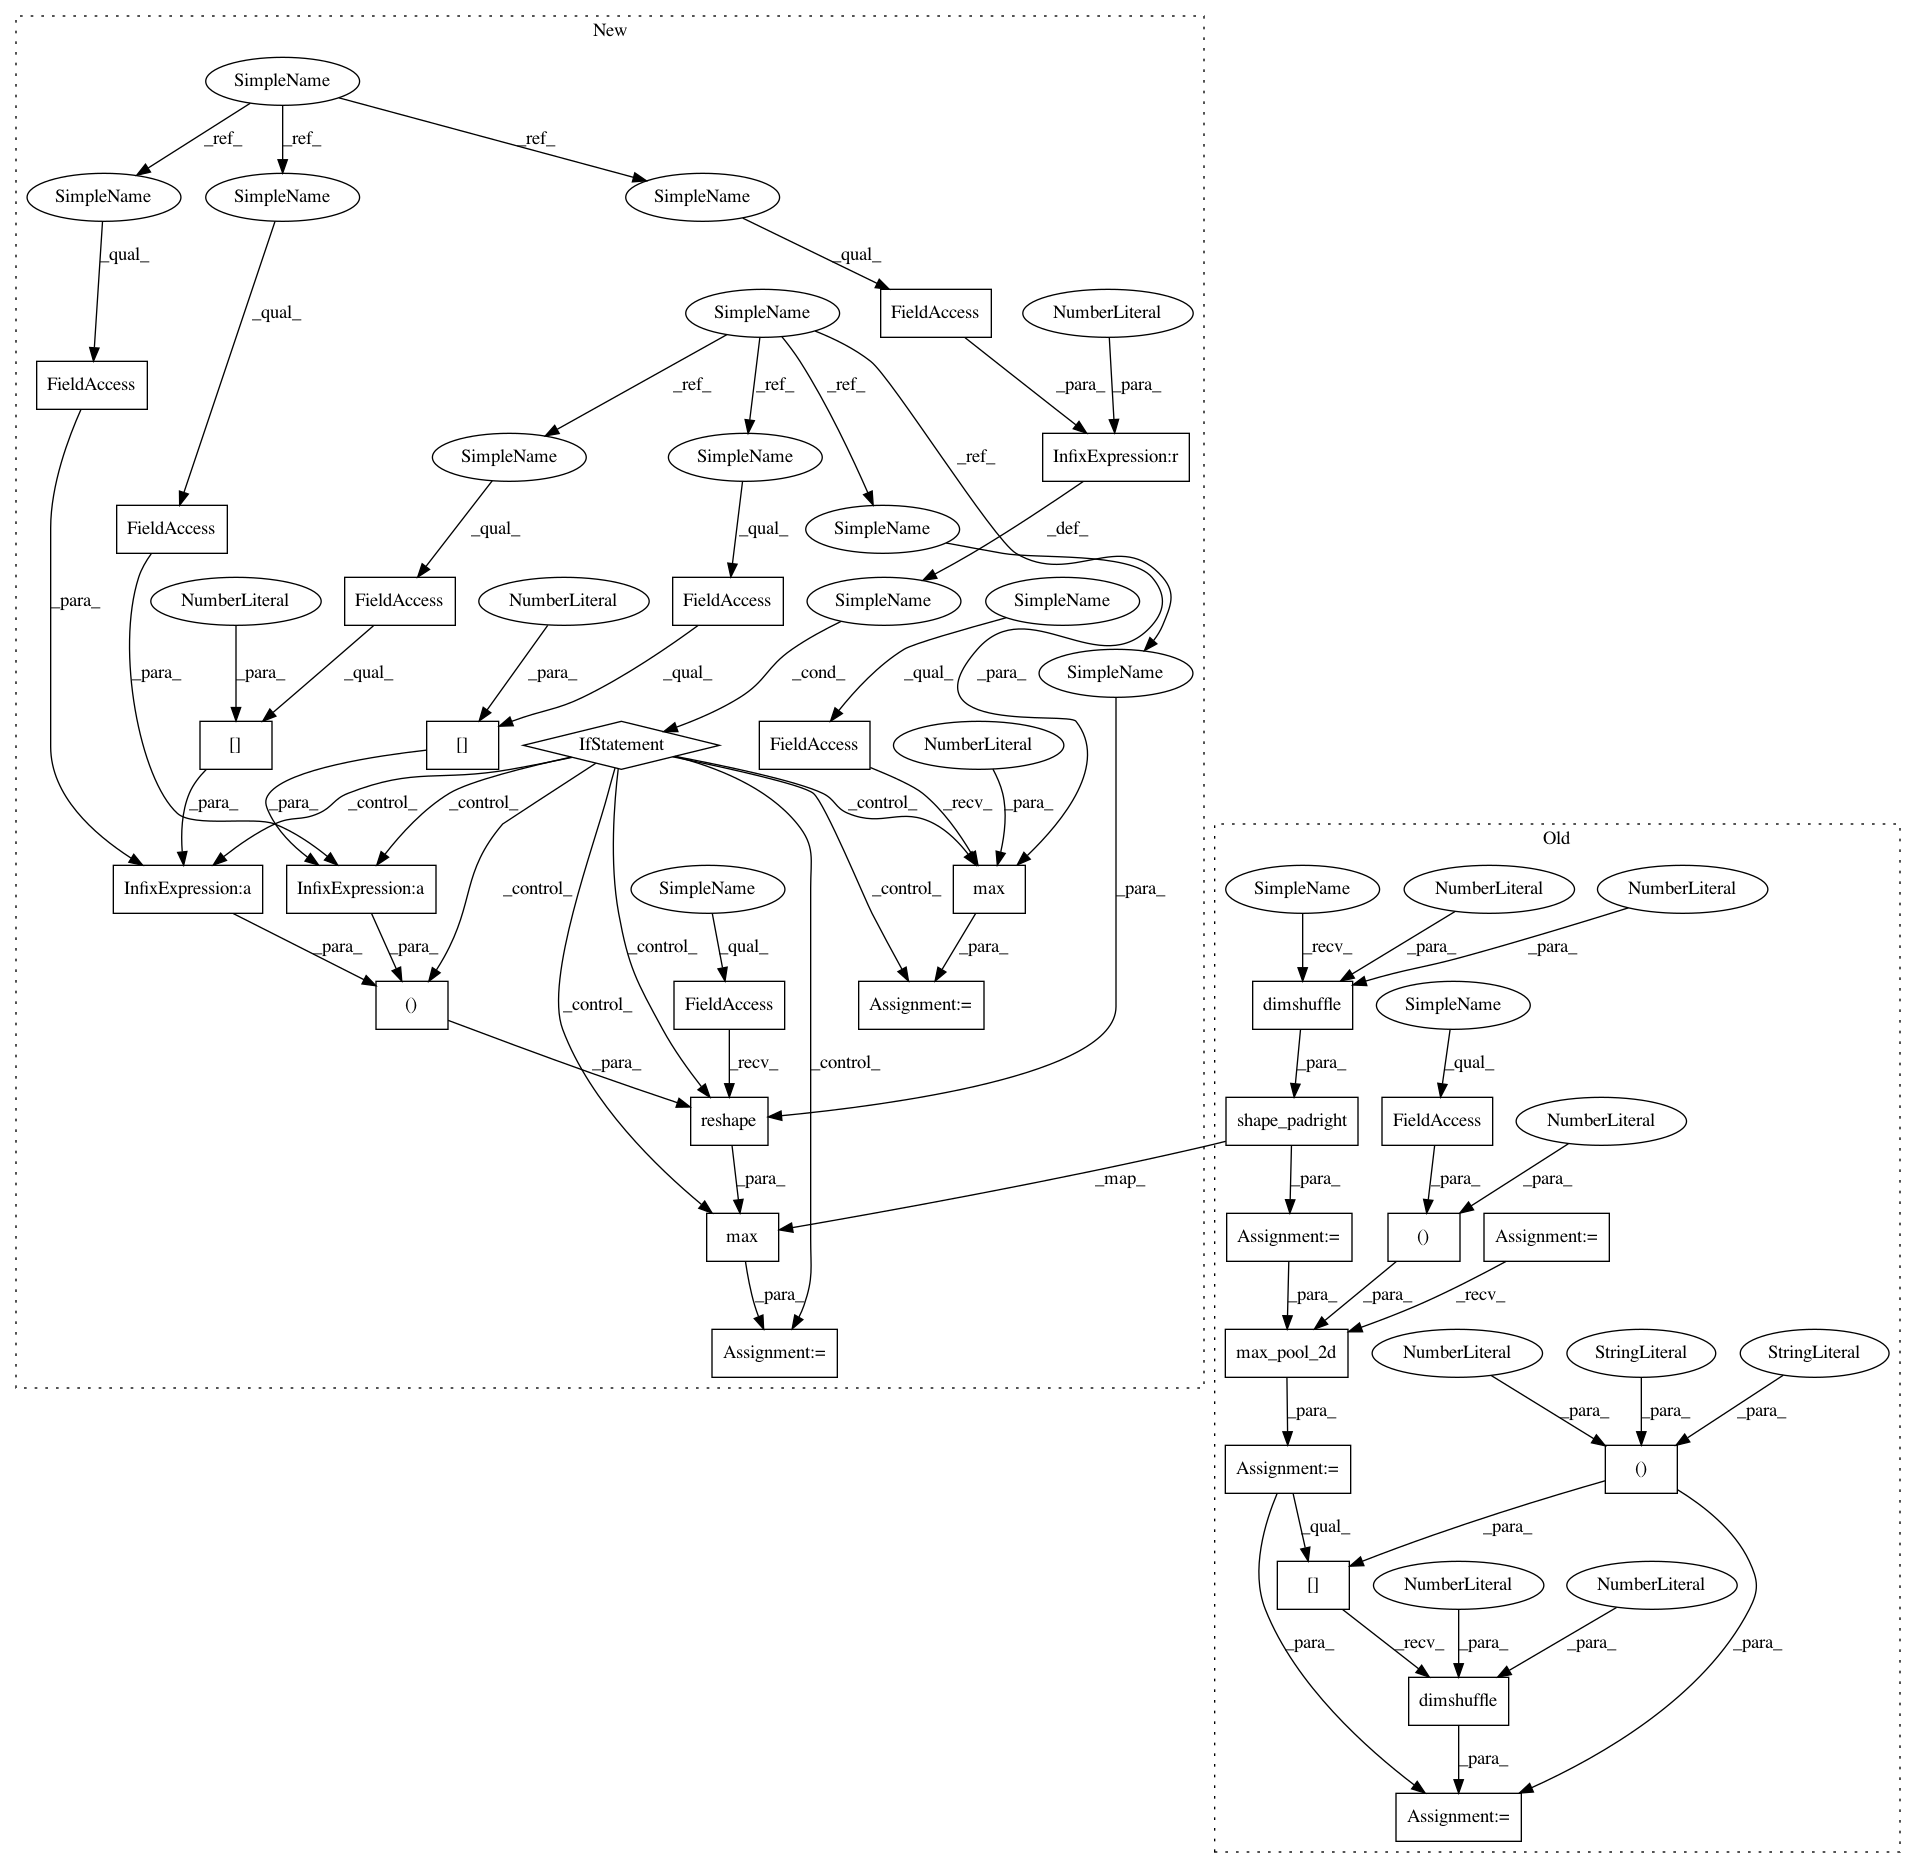 New
SimpleName
_ref_ _ref_ _ref_
SimpleName SimpleName SimpleName
_qual_ _qual_
_qual_
FieldAccess SimpleName FieldAccess NumberLiteral
_ref_ _ref_ _ref_ _para_ _para_
SimpleName SimpleName _ref_ InfixExpression:r
FieldAccess _qual_ _qual_ SimpleName _def_
_para_ NumberLiteral FieldAccess NumberLiteral FieldAccess SimpleName SimpleName
_para_ _para_ _qual_ _para_ _qual_ _cond_ _qual_ _para_ SimpleName
[] [] IfStatement FieldAccess NumberLiteral
_para_ _para_ _control_ _control_ _control_ _recv_ _para_
Old
InfixExpression:a InfixExpression:a _control_ SimpleName _control_ max _para_ SimpleName NumberLiteral NumberLiteral
_para_ _para_ _control_ _qual_ _para_ _recv_ _para_ _para_
() _control_ FieldAccess Assignment:= dimshuffle SimpleName
_para_ _recv_ _control_ _para_ _qual_
reshape shape_padright FieldAccess NumberLiteral
_para_ _map_ _para_ _para_ _para_
max Assignment:= () Assignment:=
_para_ _para_ _para_ _recv_
Assignment:= max_pool_2d NumberLiteral StringLiteral StringLiteral
_para_ _para_ _para_ _para_
Assignment:= ()
_qual_ _para_
[] NumberLiteral NumberLiteral
_para_ _recv_ _para_ _para_ _para_
dimshuffle
_para_
Assignment:=